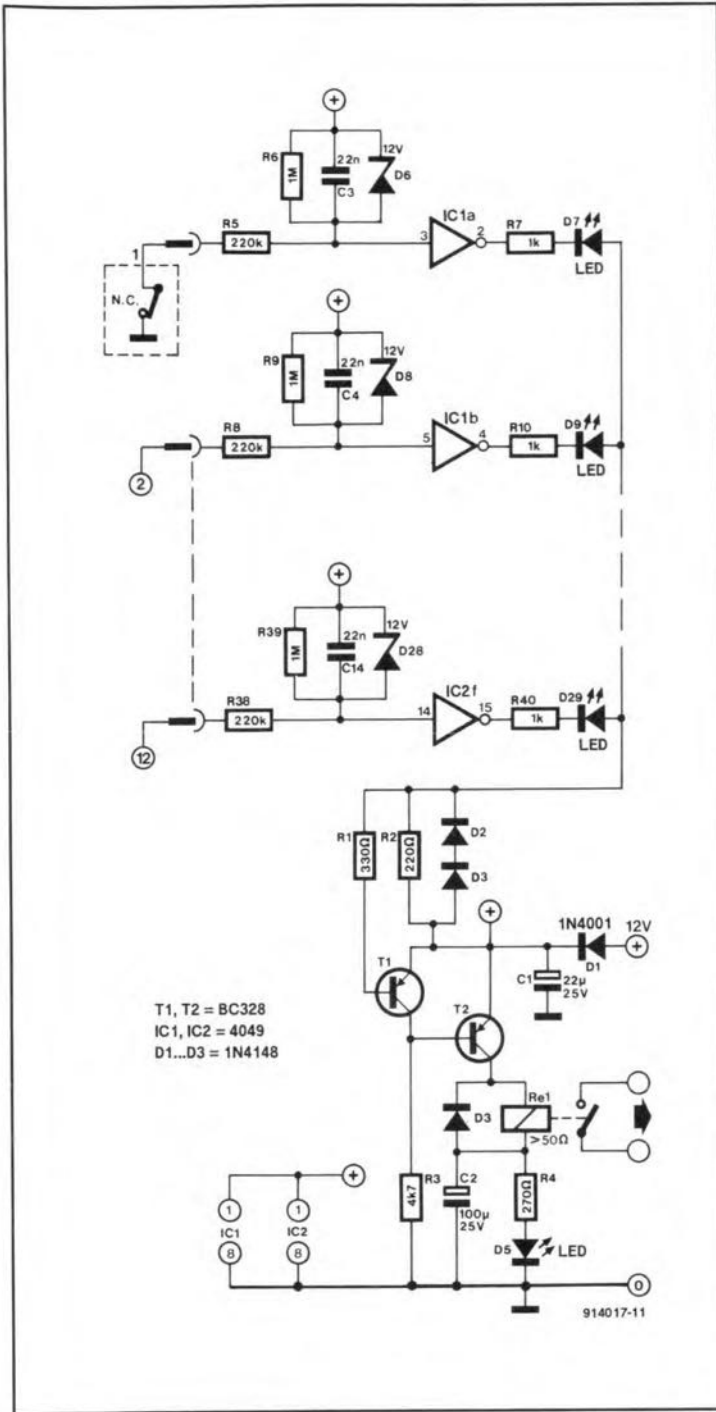 +
R6
1M
22n
C3
12V
D6
IC1a
3
2
R5
220k
R7
1k
D7
LED
1
N.C.
+
R9
1M
22n
C4
12V
D8
IC1b
5
4
R8
220k
R10
1k
D9
LED
2
+
R39
1M
22n
C14
12V
D28
IC2f
14
15
R38
220k
R40
1k
D29
LED
12
R1
330Ω
R2
220Ω
D2
D3
+
1N4001
12V
+
D1
C1
22µ
25V
T1
T2
T1, T2 = BC328
IC1, IC2 = 4049
D1...D3 = 1N4148
D3
Re1
>50Ω
R3
4k7
C2
100µ
25V
R4
270Ω
D5
LED
+
1
1
IC1
IC2
8
8
0
914017-11